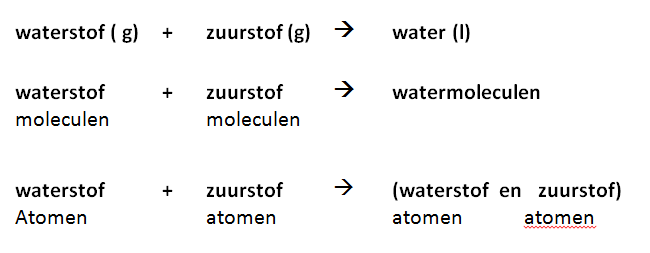 waterstof ( g) + zuurstof (g) → water (l)
waterstof + zuurstof → watermoleculen
moleculen moleculen
waterstof + zuurstof → (waterstof en zuurstof)
Atomen atomen atomen atomen